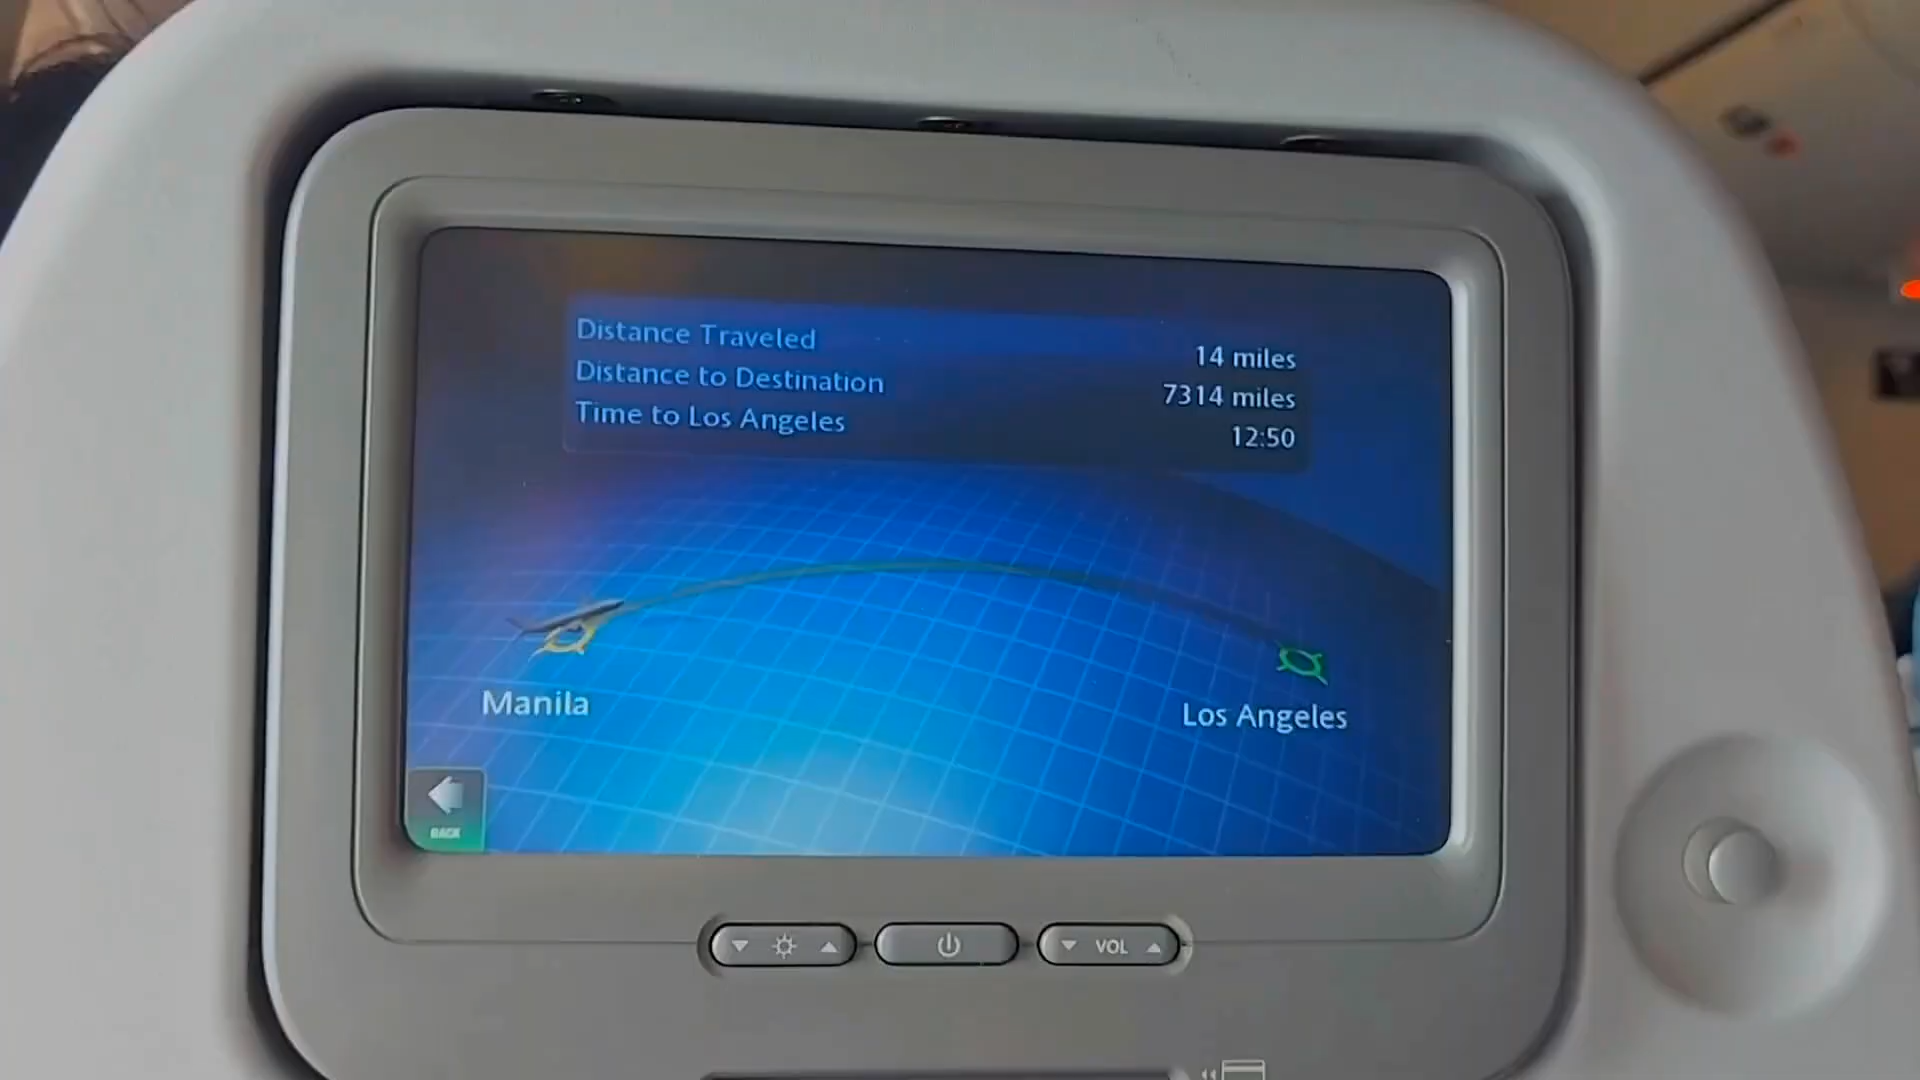 Distance Traveled 14 miles
Distance to Destination 7314 miles
Time to Los Angeles 12:50
Manila
Los Angeles
BACK
VOL